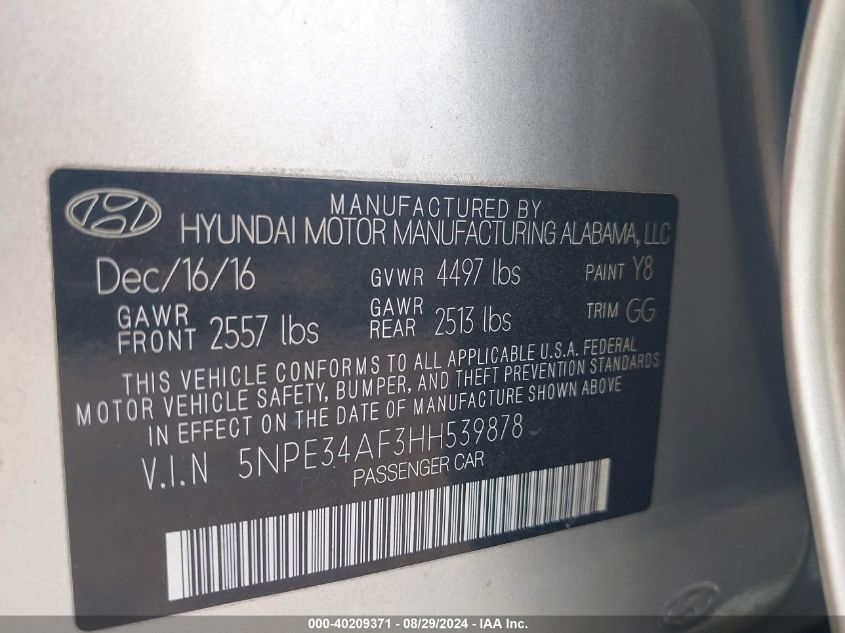 MANUFACTURED BY
HYUNDAI MOTOR MANUFACTURING ALABAMA, LLC
Dec/16/16 GVWR 4497 lbs PAINT Y8
GAWR FRONT 2557 lbs GAWR REAR 2513 lbs TRIM GG
THIS VEHICLE CONFORMS TO ALL APPLICABLE U.S.A. FEDERAL
MOTOR VEHICLE SAFETY, BUMPER, AND THEFT PREVENTION STANDARDS
IN EFFECT ON THE DATE OF MANUFACTURE SHOWN ABOVE
V.I.N 5NPE34AF3HH539878
PASSENGER CAR
000-40209371 - 08/29/2024 - IAA Inc.